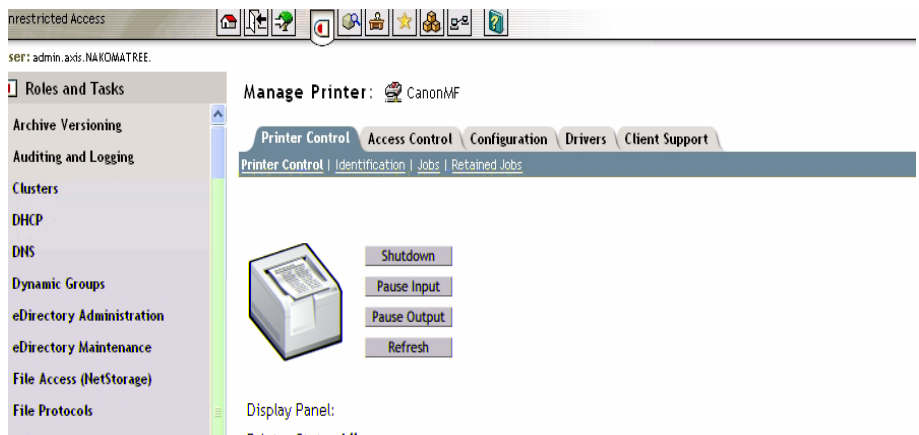 nrestricted Access
ser: admin.axis.NAKOMATREE.
Roles and Tasks
Archive Versioning
Auditing and Logging
Clusters
DHCP
DNS
Dynamic Groups
eDirectory Administration
eDirectory Maintenance
File Access (NetStorage)
File Protocols
Manage Printer: CanonMF
Printer Control Access Control Configuration Drivers Client Support
Printer Control | Identification | Jobs | Retained Jobs
Shutdown
Pause Input
Pause Output
Refresh
Display Panel: